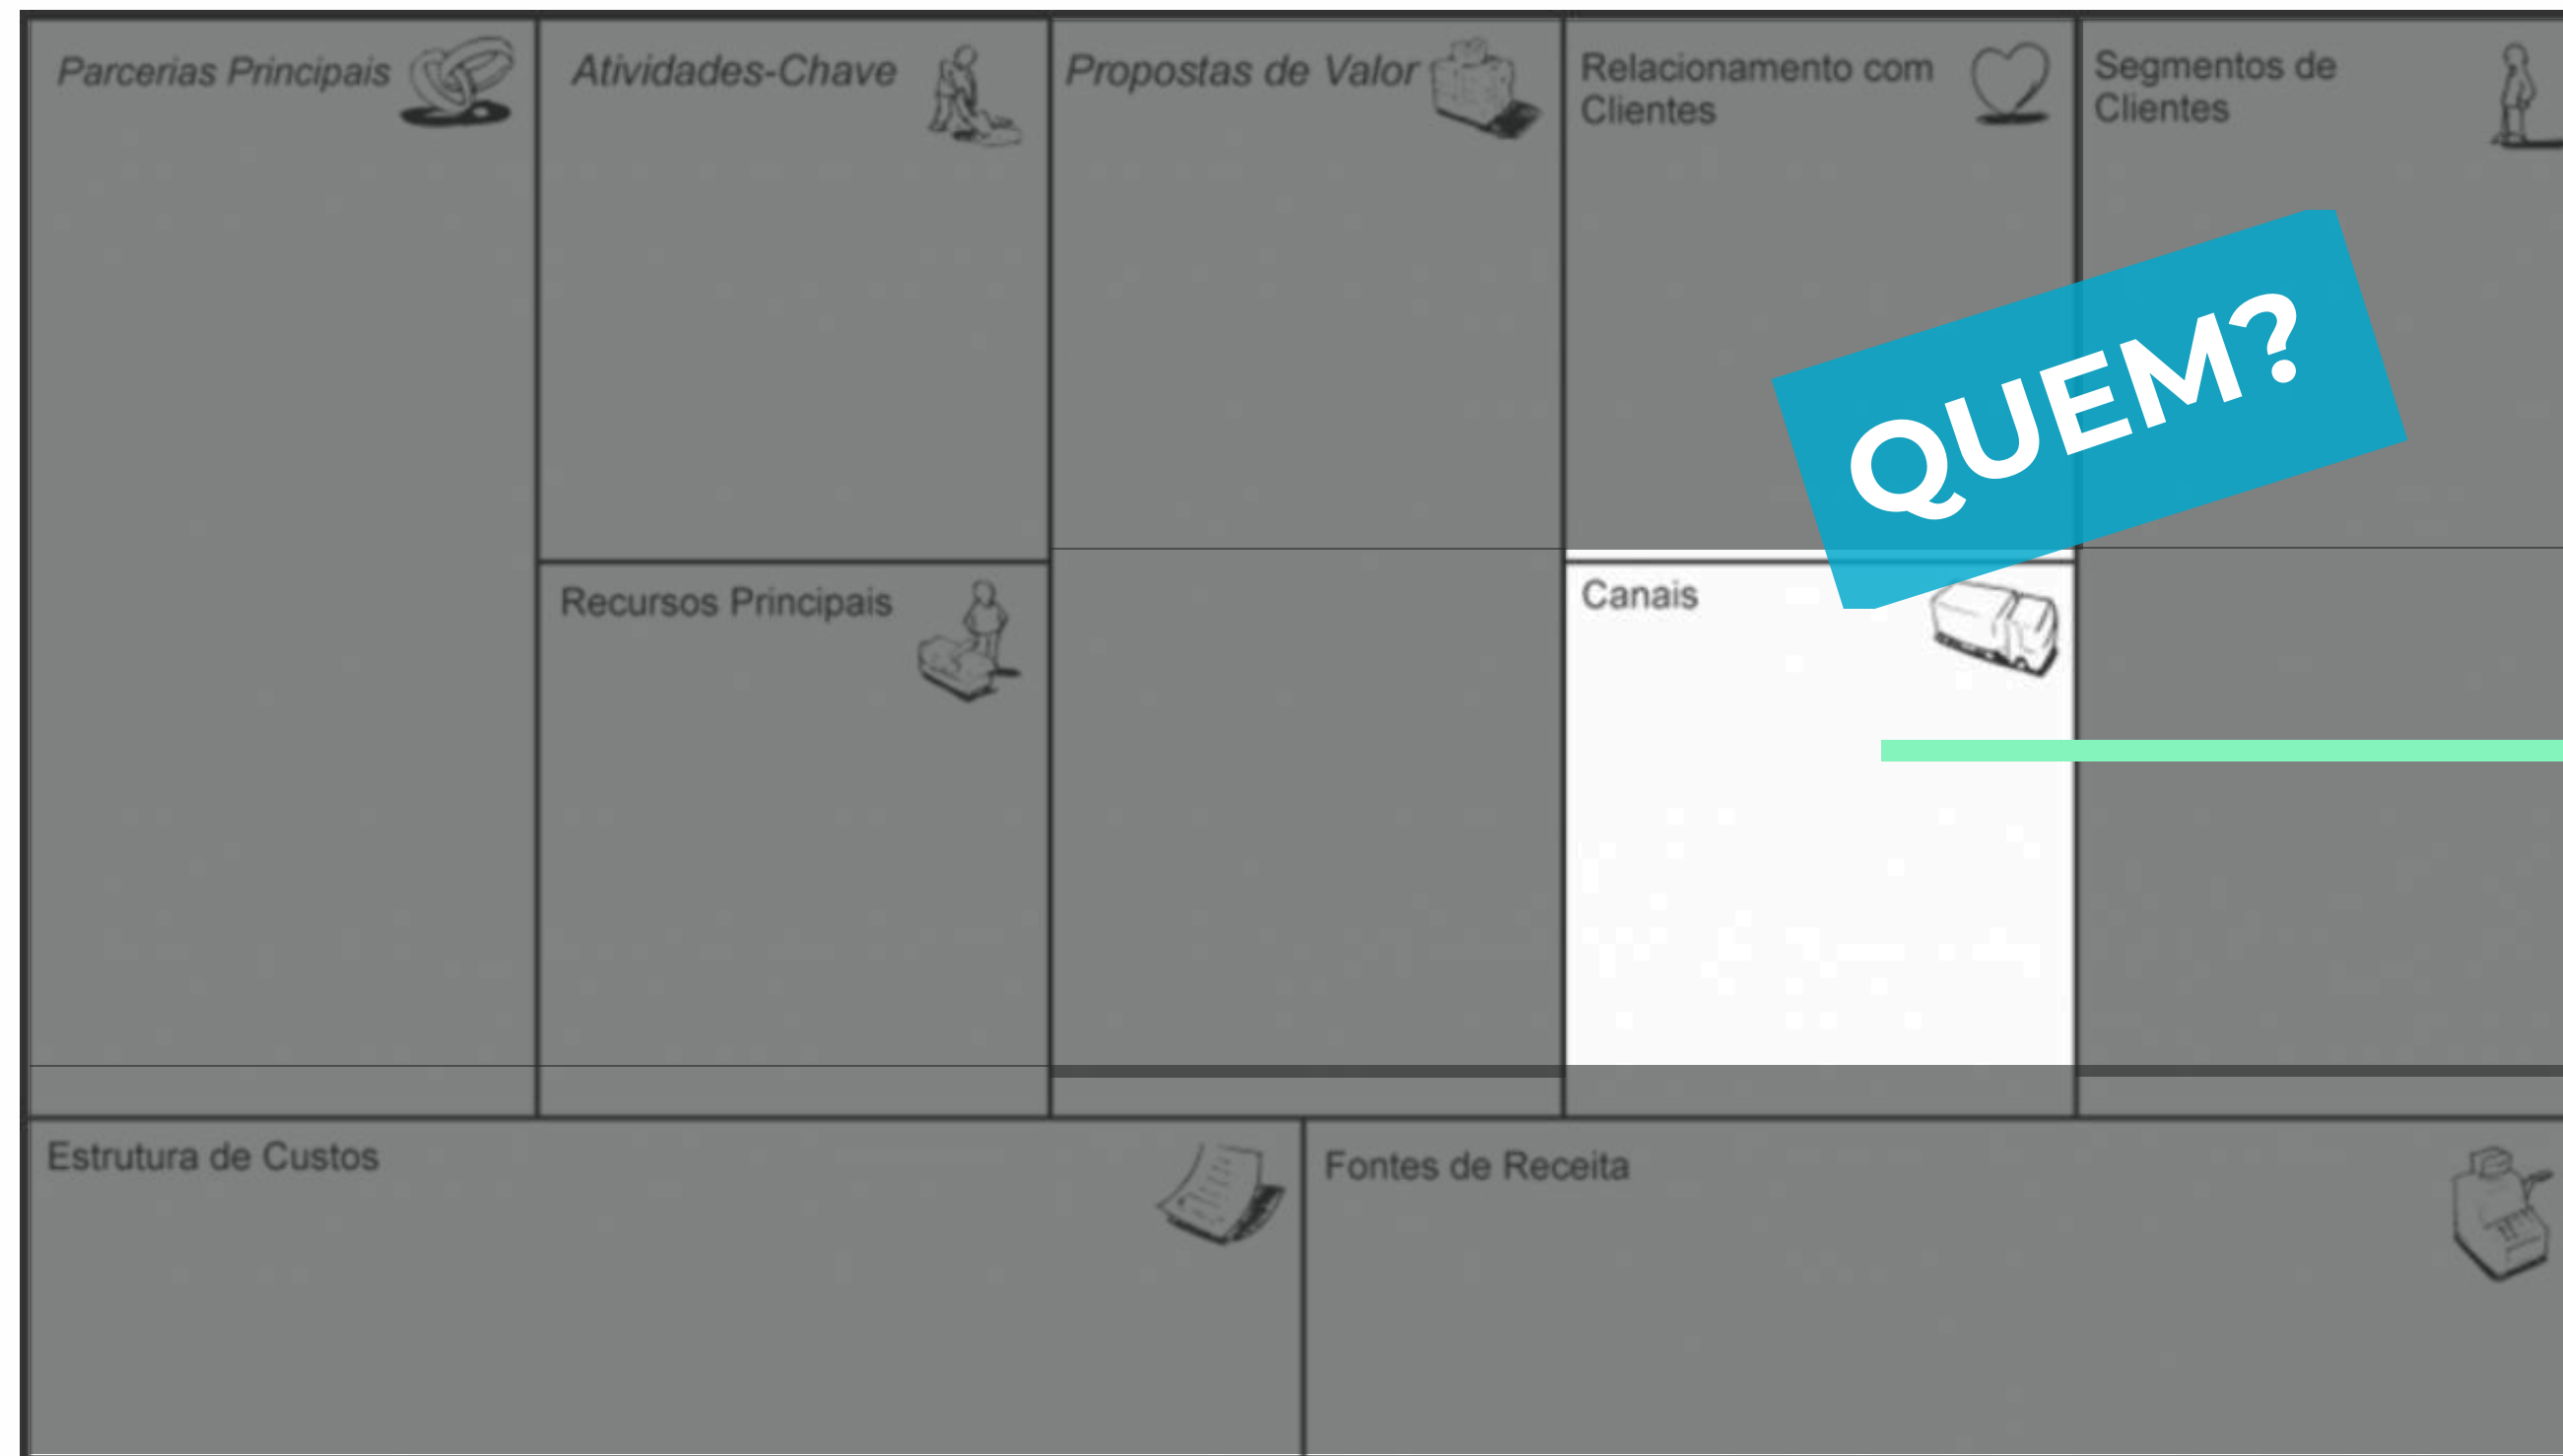 Parcerias Principais
Atividades-Chave
Propostas de Valor
Relacionamento com
Clientes
Segmentos de
Clientes
QUEM?
Recursos Principais
Canais
Estrutura de Custos
Fontes de Receita